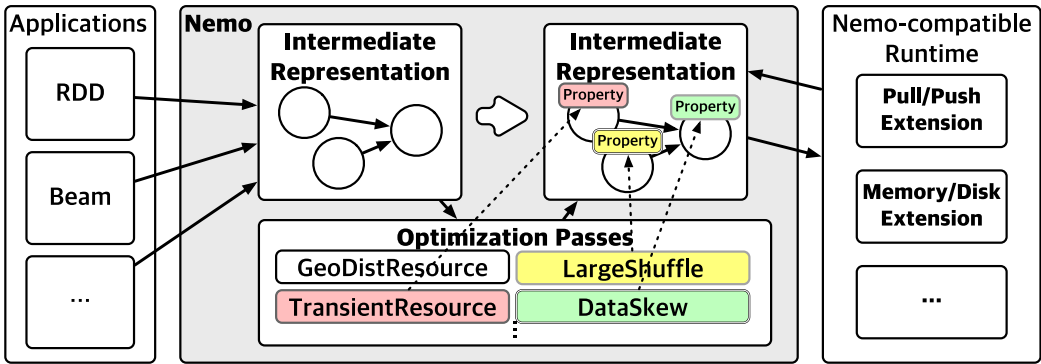 Applications
RDD
Beam
...
Nemo
Intermediate
Representation
Intermediate
Representation
Property
Property
Property
Optimization Passes
GeoDistResource
LargeShuffle
TransientResource
DataSkew
...
Nemo-compatible
Runtime
Pull/Push
Extension
Memory/Disk
Extension
...